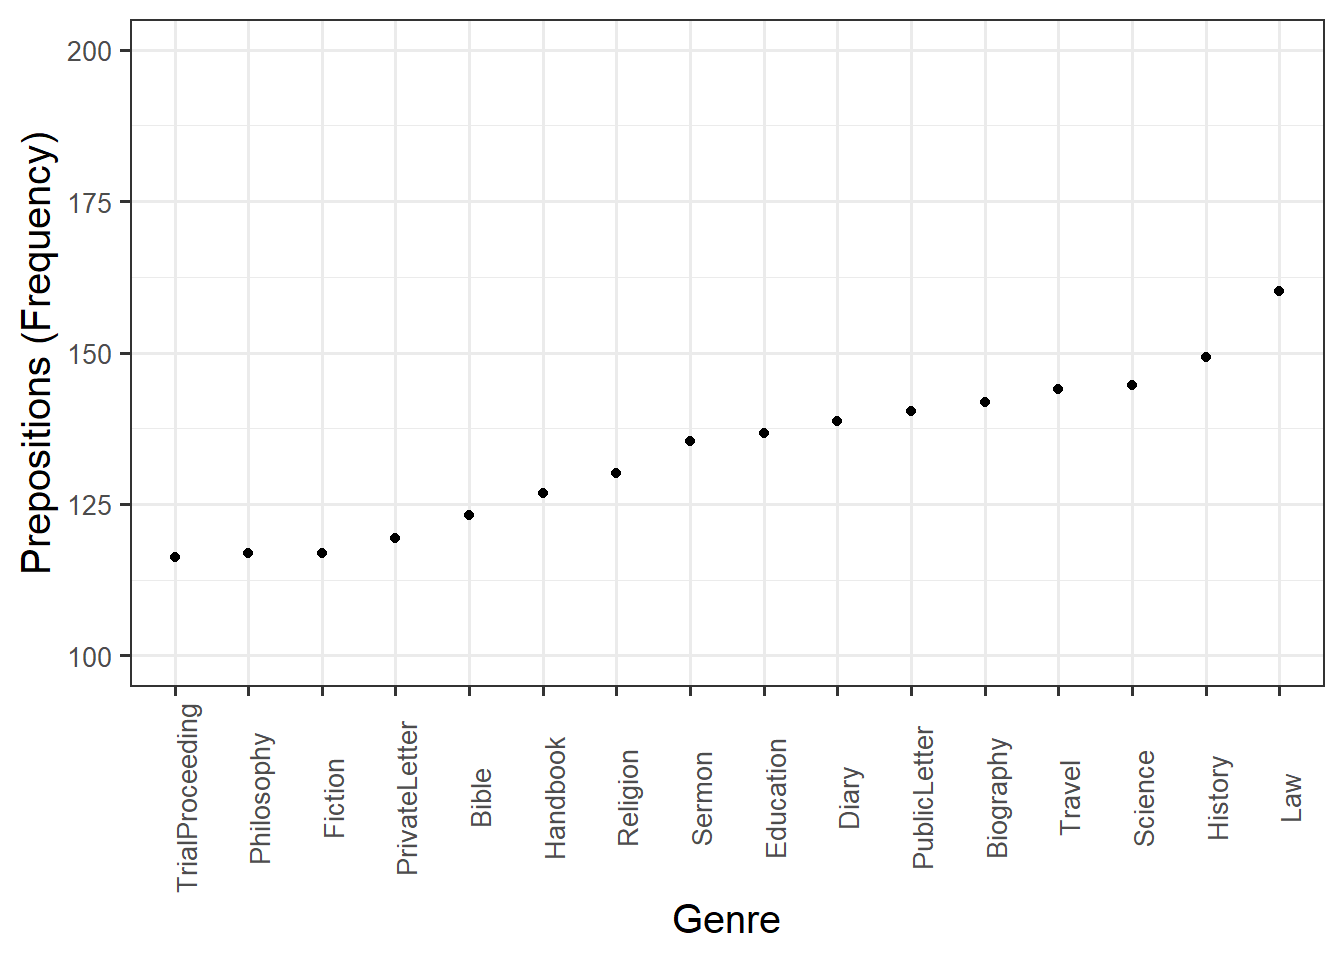 Prepositions (Frequency)
200
175
150
125
100
TrialProceeding
Philosophy
Fiction
PrivateLetter
Bible
Handbook
Religion
Sermon
Education
Diary
PublicLetter
Biography
Travel
Science
History
Law
Genre